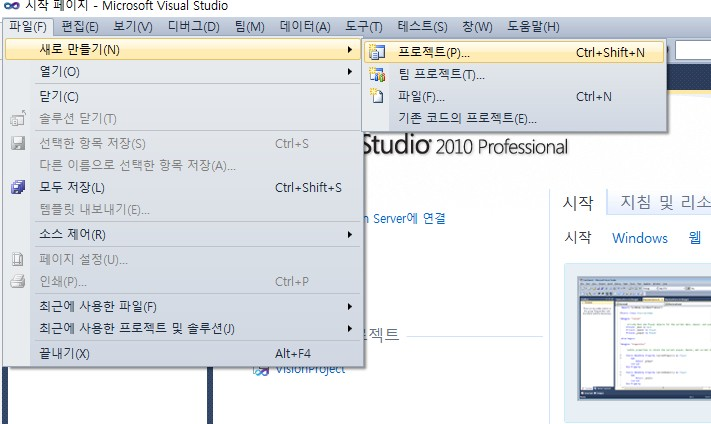 시작 페이지 - Microsoft Visual Studio
파일(F) 편집(E) 보기(V) 디버그(D) 팀(M) 데이터(A) 도구(T) 테스트(S) 창(W) 도움말(H)
새로 만들기(N)
프로젝트(P)... Ctrl+Shift+N
팀 프로젝트(T)...
파일(F)... Ctrl+N
기존 코드의 프로젝트(E)...
열기(O)
닫기(C)
솔루션 닫기(T)
선택한 항목 저장(S) Ctrl+S
다른 이름으로 선택한 항목 저장(A)...
모두 저장(L) Ctrl+Shift+S
템플릿 내보내기(E)...
소스 제어(R)
페이지 설정(U)...
인쇄(P)... Ctrl+P
최근에 사용한 파일(F)
최근에 사용한 프로젝트 및 솔루션(J)
끝내기(X) Alt+F4
Studio 2010 Professional
Server에 연결
시작 지침 및 리소
시작 Windows 웹
젝트
VisionProject